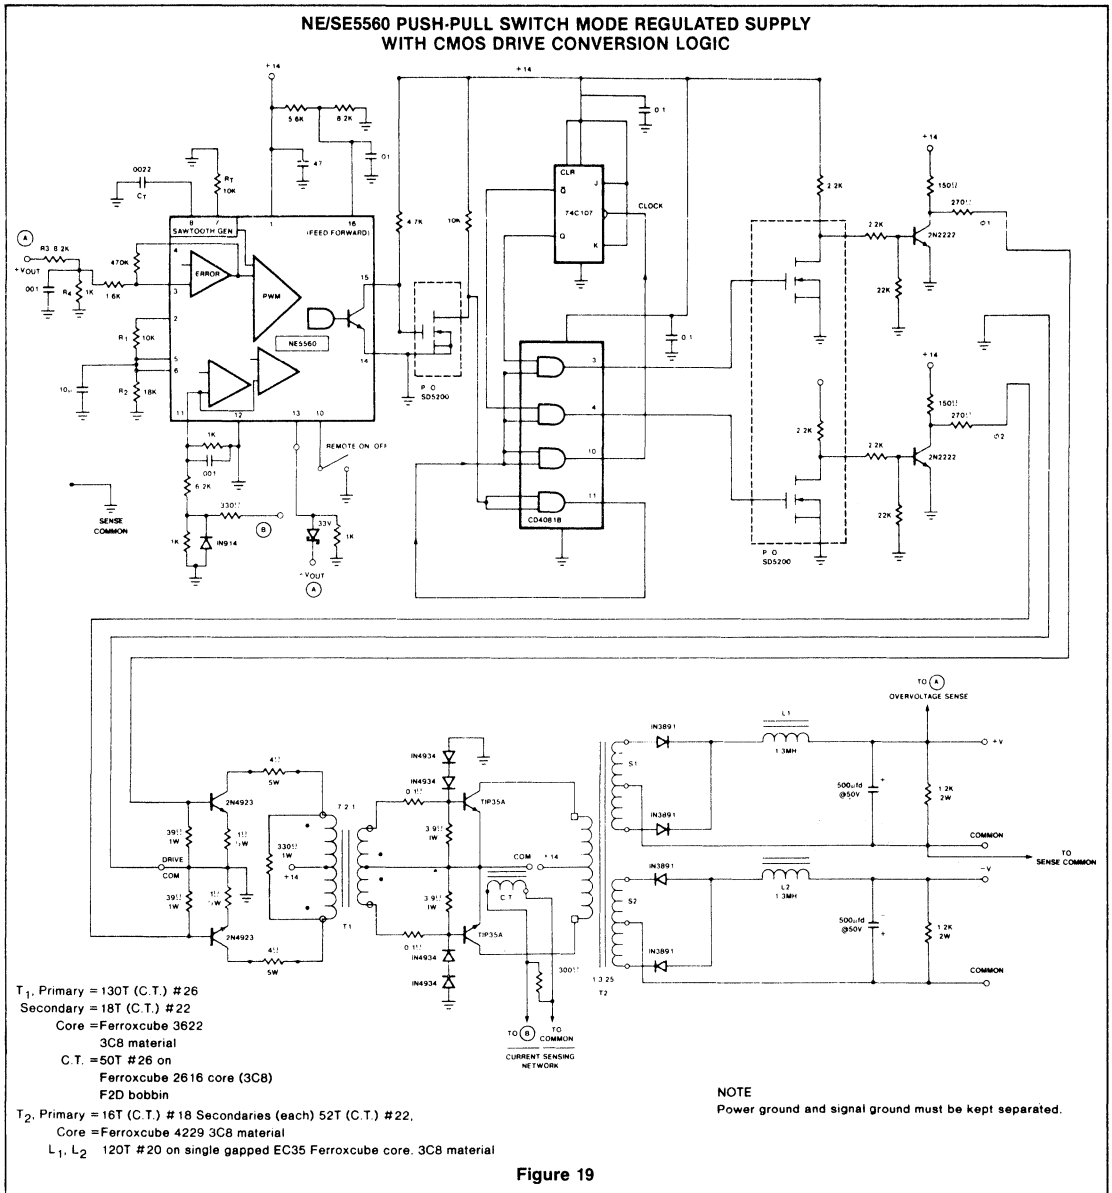 NE/SE5560 PUSH-PULL SWITCH MODE REGULATED SUPPLY
WITH CMOS DRIVE CONVERSION LOGIC
+14
+14
5.6K
8.2K
47
.01
0022
CT
RT
10K
8
7
1
16
SAWTOOTH GEN
(FEED FORWARD)
A
R3 8.2K
+VOUT
.001
R4
1K
1.6K
470K
4
3
ERROR
PWM
NE5560
15
14
2
R1
10K
5
6
10µ
R2
18K
11
12
13
10
4.7K
10K
P O
SD5200
0.1
CLR
J
Q̅
74C107
CLOCK
Q
K
0.1
3
4
10
11
CD4081B
2.2K
2.2K
22K
+14
150Ω
270Ω
Φ1
2N2222
+14
2.2K
2.2K
22K
150Ω
270Ω
Φ2
2N2222
P O
SD5200
1K
.001
6.2K
330Ω
B
1K
IN914
REMOTE ON OFF
33V
1K
-VOUT
A
SENSE
COMMON
TO A
OVERVOLTAGE SENSE
4Ω
5W
2N4923
39Ω
1W
1Ω
½W
DRIVE
COM
330Ω
1W
+14
39Ω
1W
1Ω
½W
2N4923
4Ω
5W
7.2:1
T1
IN4934
IN4934
0.1Ω
TIP35A
3.9Ω
1W
COM
+14
C T
3.9Ω
1W
0.1Ω
TIP35A
IN4934
IN4934
300Ω
TO B
TO
COMMON
CURRENT SENSING
NETWORK
1:3.25
T2
S1
IN3891
IN3891
L1
1.3MH
500µfd
@50V
+
1.2K
2W
+V
COMMON
TO
SENSE COMMON
S2
IN3891
IN3891
L2
1.3MH
500µfd
@50V
-
+
1.2K
2W
-V
COMMON
T1, Primary = 130T (C.T.) #26
Secondary = 18T (C.T.) #22
Core = Ferroxcube 3622
3C8 material
C.T. = 50T #26 on
Ferroxcube 2616 core (3C8)
F2D bobbin
T2, Primary = 16T (C.T.) #18 Secondaries (each) 52T (C.T.) #22,
Core = Ferroxcube 4229 3C8 material
L1, L2 120T #20 on single gapped EC35 Ferroxcube core. 3C8 material
NOTE
Power ground and signal ground must be kept separated.
Figure 19